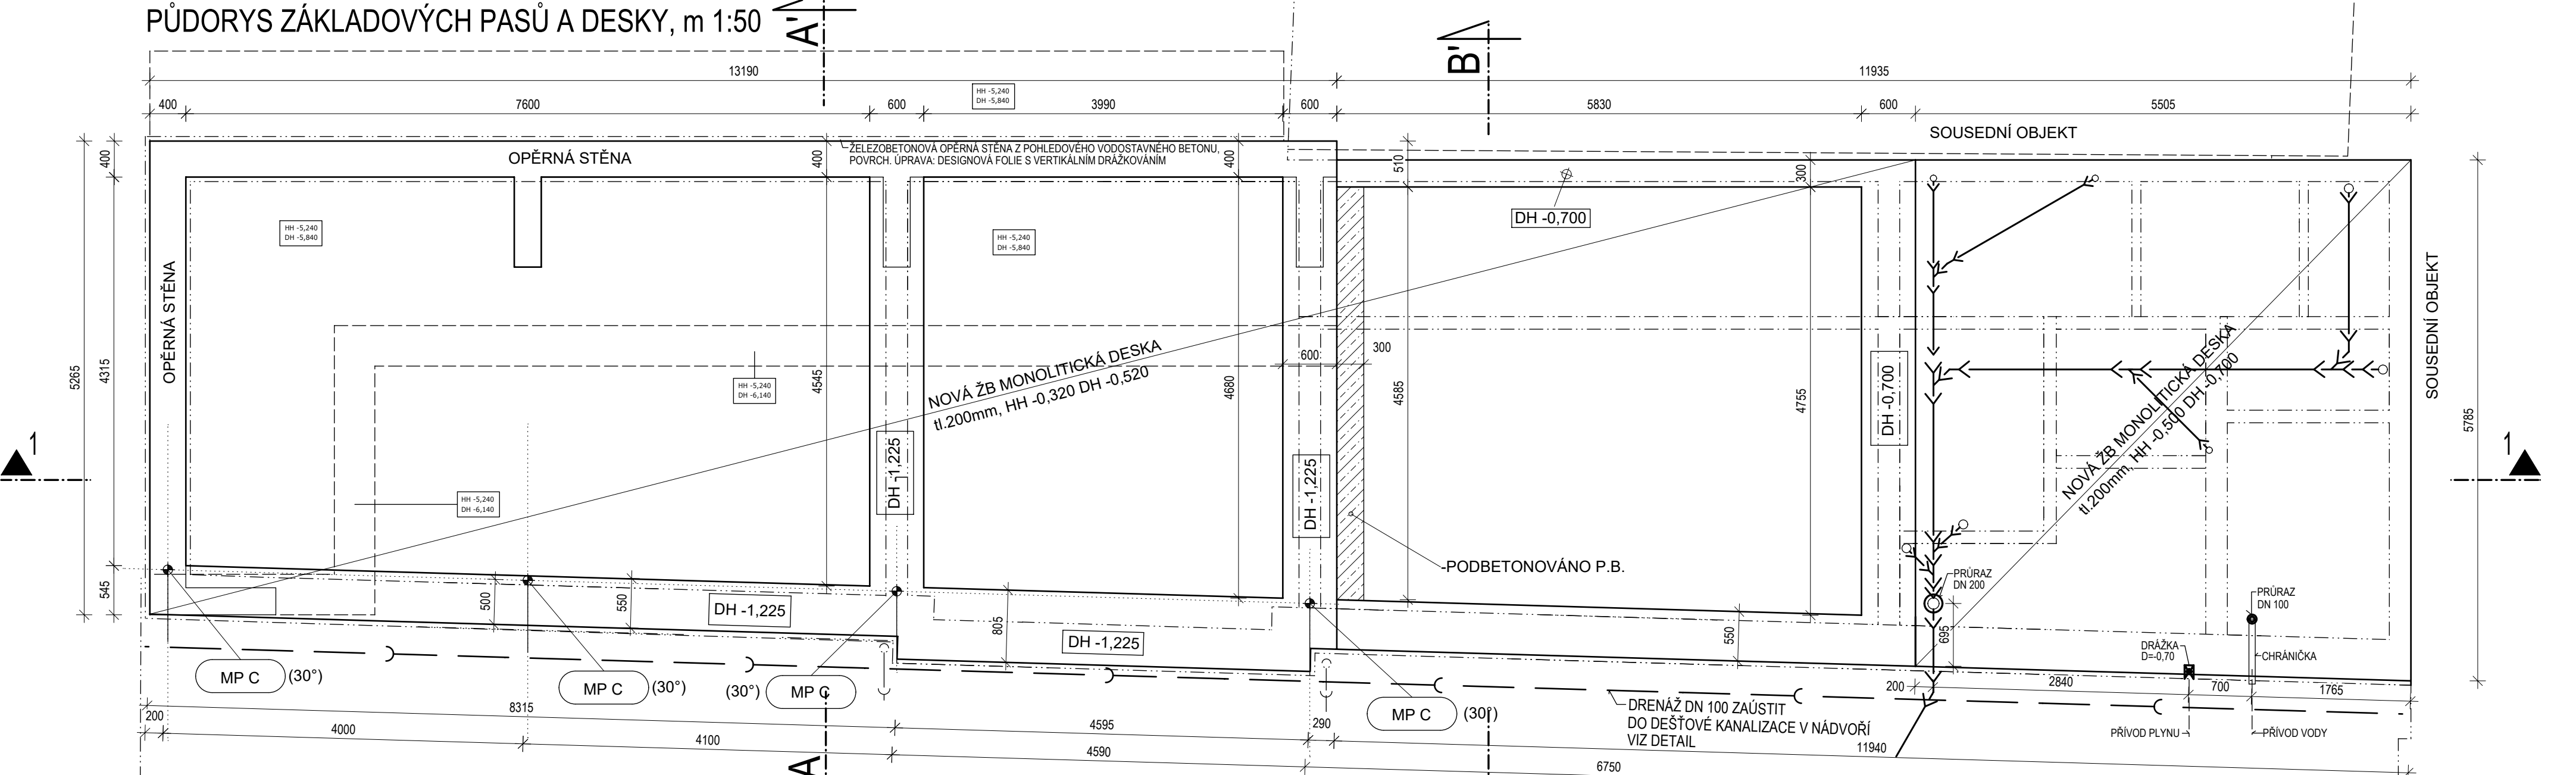 PŮDORYS ZÁKLADOVÝCH PASŮ A DESKY, m 1:50
A'
B'
13190
11935
400
7600
600
HH -5,240
DH -5,840
3990
600
5830
600
5505
SOUSEDNÍ OBJEKT
OPĚRNÁ STĚNA
ŽELEZOBETONOVÁ OPĚRNÁ STĚNA Z POHLEDOVÉHO VODOSTAVNÉHO BETONU,
POVRCH. ÚPRAVA: DESIGNOVÁ FOLIE S VERTIKÁLNÍM DRÁŽKOVÁNÍM
400
400
400
510
300
HH -5,240
DH -5,840
HH -5,240
DH -5,840
DH -0,700
OPĚRNÁ STĚNA
SOUSEDNÍ OBJEKT
5265
4315
545
HH -5,240
DH -6,140
HH -5,240
DH -6,140
4545
NOVÁ ŽB MONOLITICKÁ DESKA
tl.200mm, HH -0,320 DH -0,520
4680
600
300
4585
4755
DH -0,700
NOVÁ ŽB MONOLITICKÁ DESKA
tl.200mm, HH -0,500 DH -0,700
5785
1
1
DH -1,225
DH -1,225
PODBETONOVÁNO P.B.
500
550
DH -1,225
805
DH -1,225
550
695
PRŮRAZ
DN 200
PRŮRAZ
DN 100
DRÁŽKA
D=-0,70
CHRÁNIČKA
MP C
(30°)
MP C
(30°)
(30°)
MP C
MP C
(30°)
200
2840
700
1765
DRENÁŽ DN 100 ZAÚSTIT
DO DEŠŤOVÉ KANALIZACE V NÁDVOŘÍ
VIZ DETAIL
PŘÍVOD PLYNU
PŘÍVOD VODY
8315
4595
290
11940
200
4000
4100
4590
6750
A